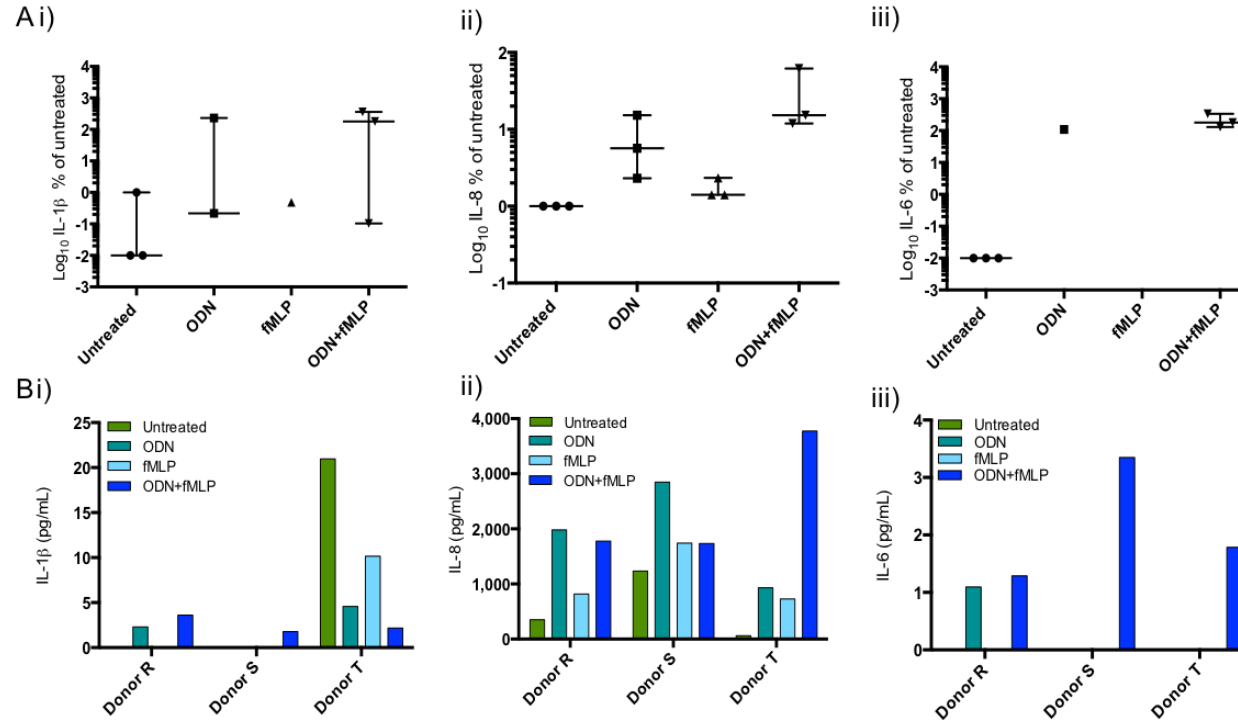 A i)
Log10 IL-1β % of untreated
4
3
2
1
0
-1
-2
-3
Untreated
ODN
fMLP
ODN+fMLP
ii)
Log10 IL-8 % of untreated
2
1
0
-1
Untreated
ODN
fMLP
ODN+fMLP
iii)
Log10 IL-6 % of untreated
4
3
2
1
0
-1
-2
-3
Untreated
ODN
fMLP
ODN+fMLP
B i)
IL-1β (pg/mL)
25
20
15
10
5
0
Untreated
ODN
fMLP
ODN+fMLP
Donor R
Donor S
Donor T
ii)
IL-8 (pg/mL)
4,000
3,000
2,000
1,000
0
Untreated
ODN
fMLP
ODN+fMLP
Donor R
Donor S
Donor T
iii)
IL-6 (pg/mL)
4
3
2
1
0
Untreated
ODN
fMLP
ODN+fMLP
Donor R
Donor S
Donor T